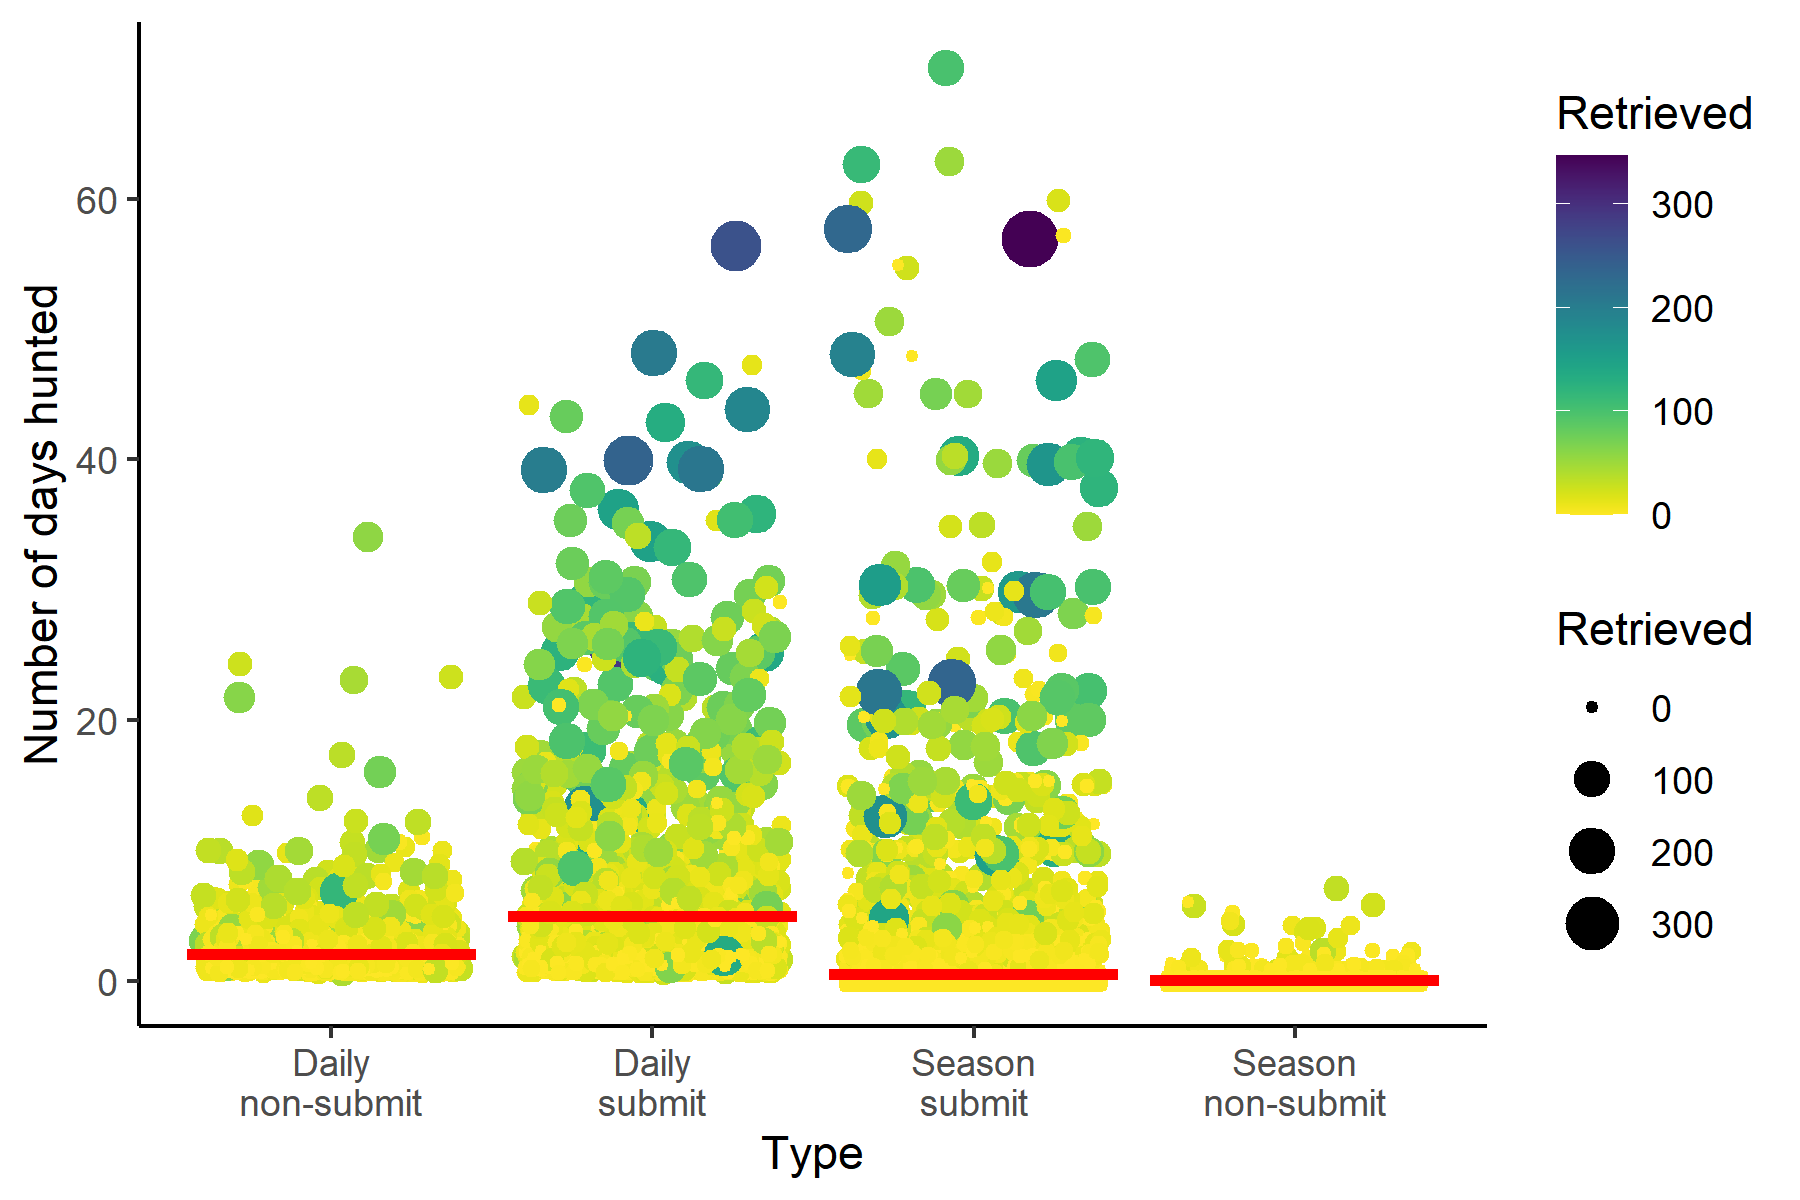 Number of days hunted
60
40
20
0
Daily
non-submit
Daily
submit
Season
submit
Season
non-submit
Type
Retrieved
300
200
100
0
Retrieved
0
100
200
300